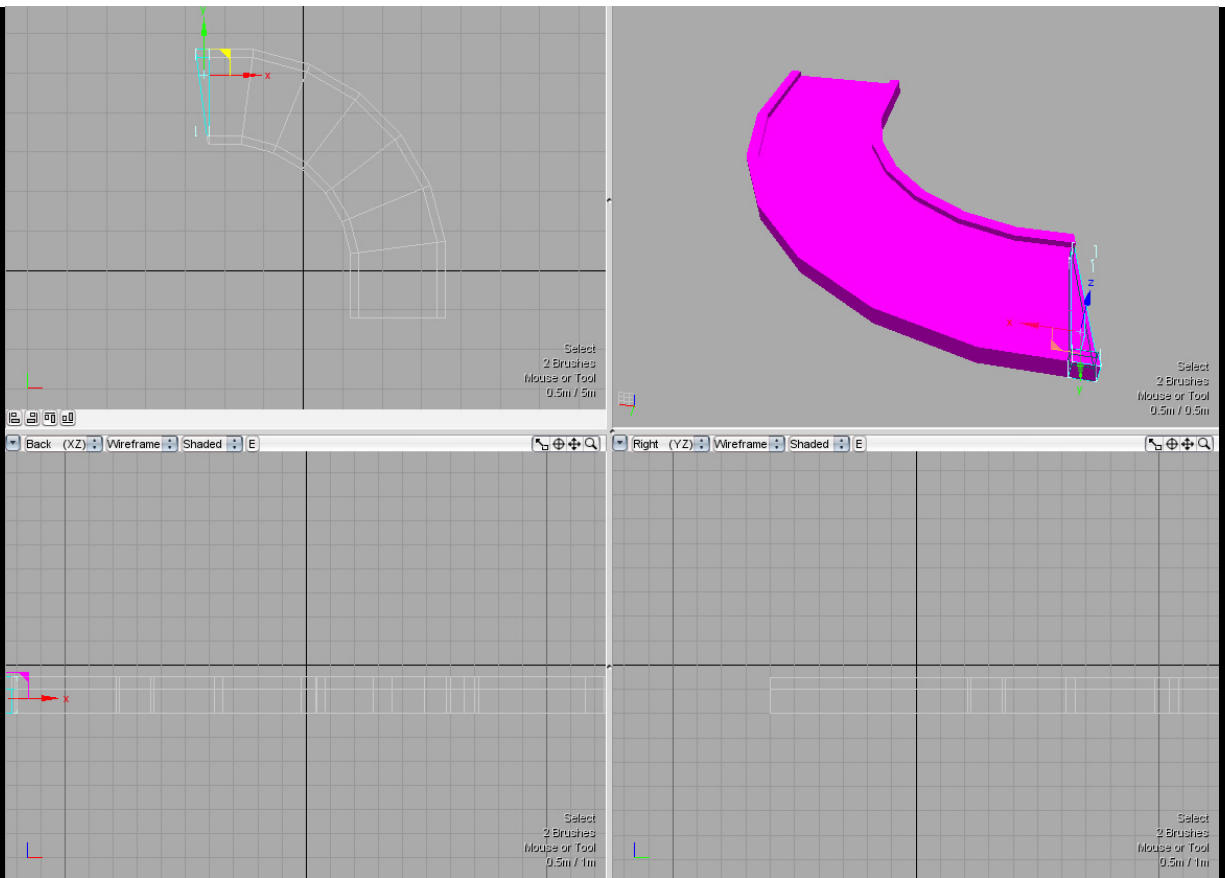 Y
X
Select
2 Brushes
Mouse or Tool
0.5m / 5m
X
Z
Y
Select
2 Brushes
Mouse or Tool
0.5m / 0.5m
Back (XZ) Wireframe Shaded E
X
Select
2 Brushes
Mouse or Tool
0.5m / 1m
Right (YZ) Wireframe Shaded E
Select
2 Brushes
Mouse or Tool
0.5m / 1m